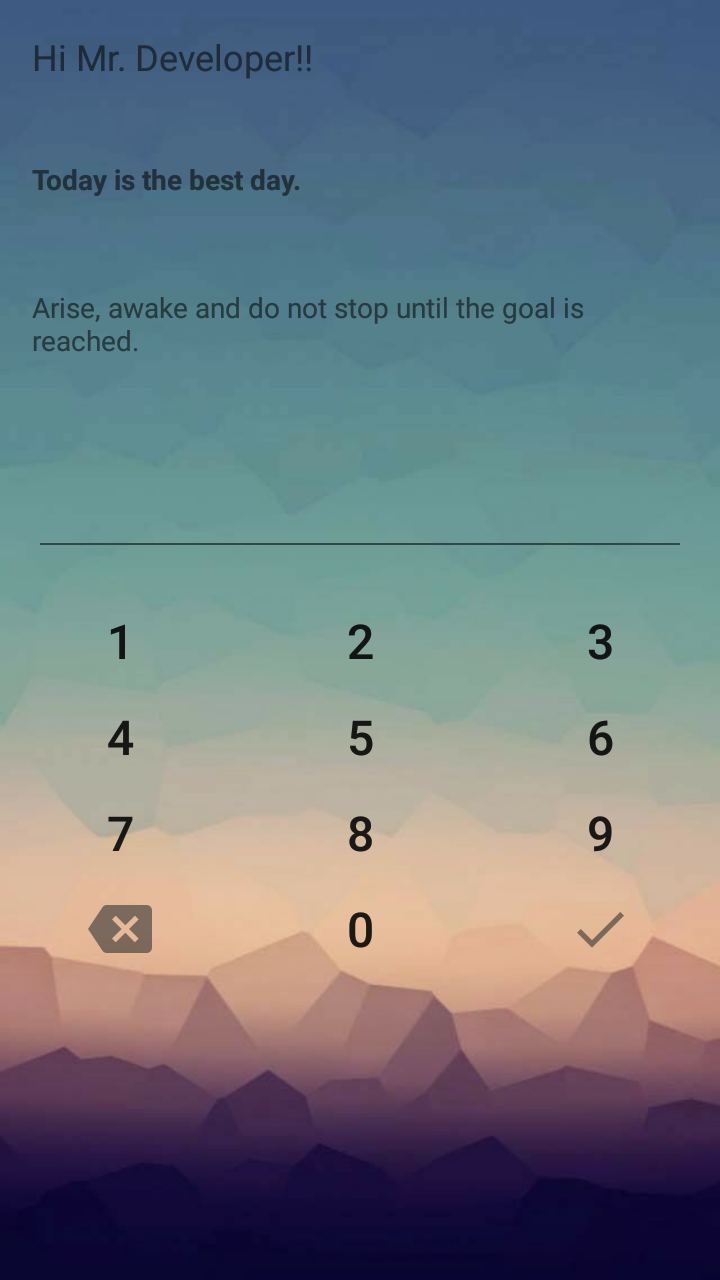 Hi Mr. Developer!!
Today is the best day.
Arise, awake and do not stop until the goal is
reached.
1 2 3
4 5 6
7 8 9
0